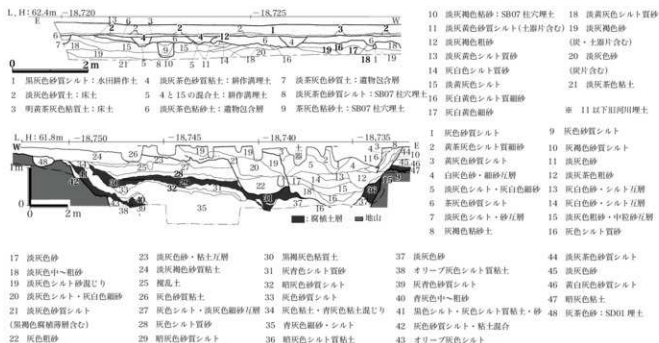 L.H:62.4m -18,720 -18,725
E W
0 2 m
1 黒灰色砂質シルト:水田耕作土
2 淡灰色砂質土:床土
3 明黄茶色粘質土:床土
4 淡灰茶色砂質粘土:耕作溝埋土
5 4と15の混合土:耕作溝埋土
6 淡灰茶色粘砂土:遺物包含層
7 淡茶灰色砂質土:遺物包含層
8 淡灰茶色砂質シルト:SB07柱穴埋土
9 茶灰色粘砂土:SB07柱穴埋土
10 淡灰褐色粘砂:SB07柱穴埋土
11 淡灰黄色砂質シルト(土器片含む)
12 淡灰褐色粗砂
13 淡灰黄色シルト質砂
14 灰白色シルト質砂
15 淡黄灰色シルト
16 灰白黄色シルト質細砂
17 灰白黄色細砂
18 淡黄灰色シルト質砂
19 淡灰褐色砂
(炭・土器片含む)
20 淡灰色砂
(炭片含む)
21 淡灰茶色粘土
※ 11以下旧河川埋土
L.H:61.8m -18,750 -18,745 -18,740 -18,735
W E
0 2 m
:腐植土層 :地山
1 灰色砂質シルト
2 黄茶灰色シルト質細砂
3 黄灰色砂質シルト
4 白灰色砂・細砂互層
5 淡灰色シルト・灰白色細砂
6 茶灰色砂質シルト
7 淡灰色シルト・砂互層
8 灰褐色粘砂土
9 灰色砂質シルト
10 灰褐色砂質シルト
11 淡灰色砂
12 淡灰茶色粗砂
13 灰白色砂・シルト互層
14 灰白色砂・シルト互層
15 淡灰色粗砂・中粒砂互層
16 灰色シルト質砂
17 淡灰色砂
18 淡灰色中〜粗砂
19 淡灰色シルト砂混じり
20 淡灰色シルト・灰白色細砂
21 淡灰色砂質シルト
(黒褐色腐植薄層含む)
22 灰色粗砂
23 淡灰色砂・粘土互層
24 淡灰褐色砂質粘土
25 攪乱土
26 灰色砂質粘土
27 灰色シルト・淡灰色細砂互層
28 灰色シルト質砂
29 暗灰色砂質シルト
30 黒褐灰色粘質土
31 灰青色シルト質砂
32 暗灰色砂質シルト
33 灰色砂質シルト
34 灰色粘土・青灰色粘土混じり
35 青灰色細砂・シルト
36 暗灰色シルト質粘土
37 淡灰色砂
38 オリーブ灰色シルト質粘土
39 灰青色砂質シルト
40 青灰色中〜粗砂
41 黒色シルト・灰色シルト質粘土・砂
42 灰色砂質シルト・粘土混合
43 オリーブ灰色シルト
44 淡灰茶色砂質シルト
45 淡灰色砂
46 黄白灰色砂質シルト
47 暗灰色粘土
48 灰茶色砂:SD01埋土